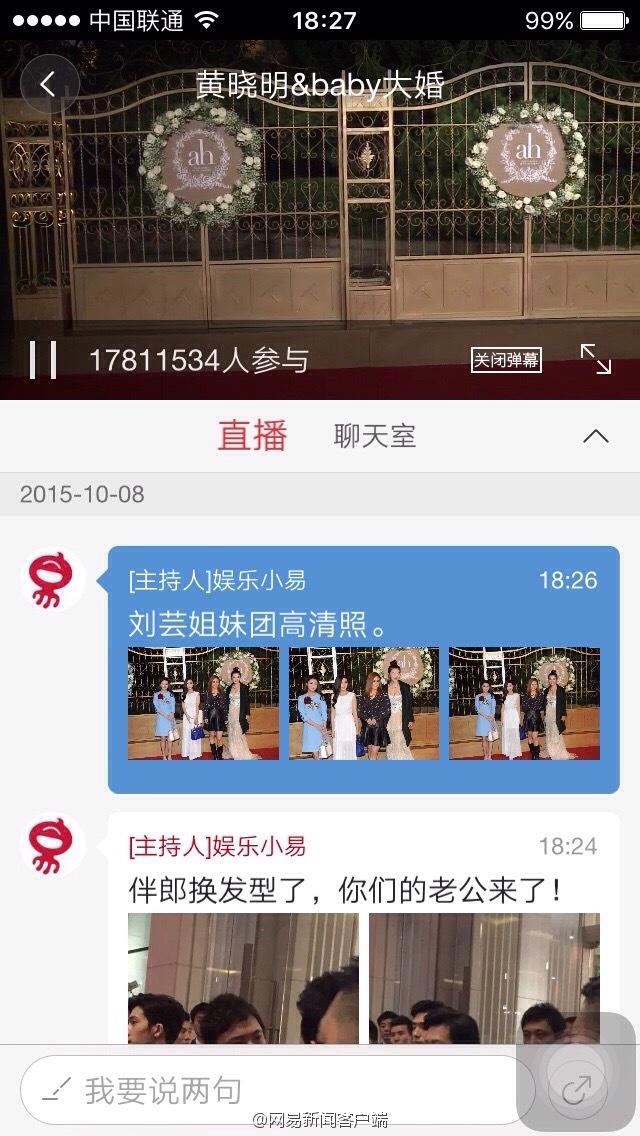 中国联通 18:27 99%
黄晓明&baby大婚
ah ah
17811534人参与 关闭弹幕
直播 聊天室
2015-10-08
[主持人]娱乐小易 18:26
刘芸姐妹团高清照。
[主持人]娱乐小易 18:24
伴郎换发型了，你们的老公来了！
我要说两句
@网易新闻客户端